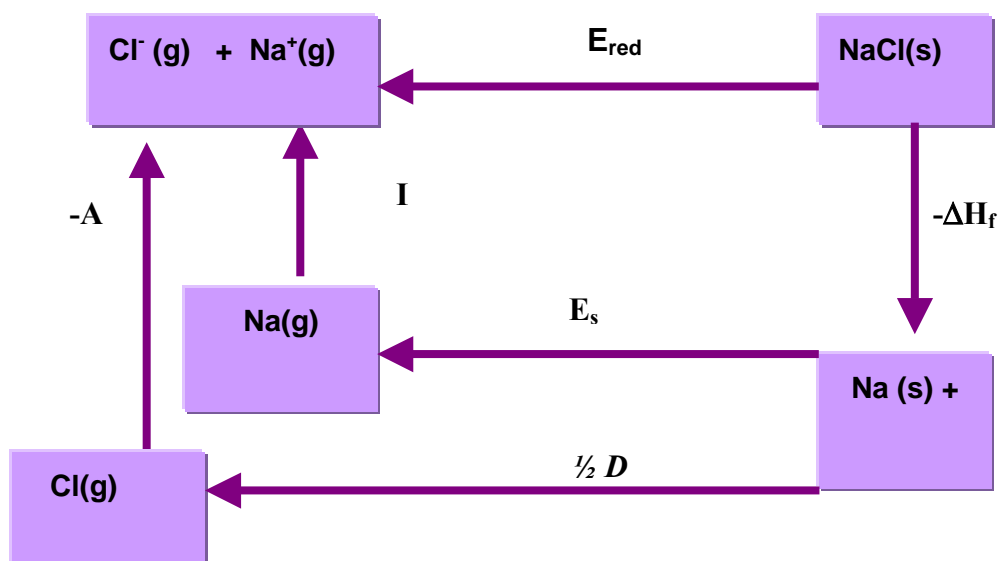 Cl⁻ (g) + Na⁺(g)
E_red
NaCl(s)
-A
I
-ΔH_f
Na(g)
E_s
Na (s) +
Cl(g)
½ D